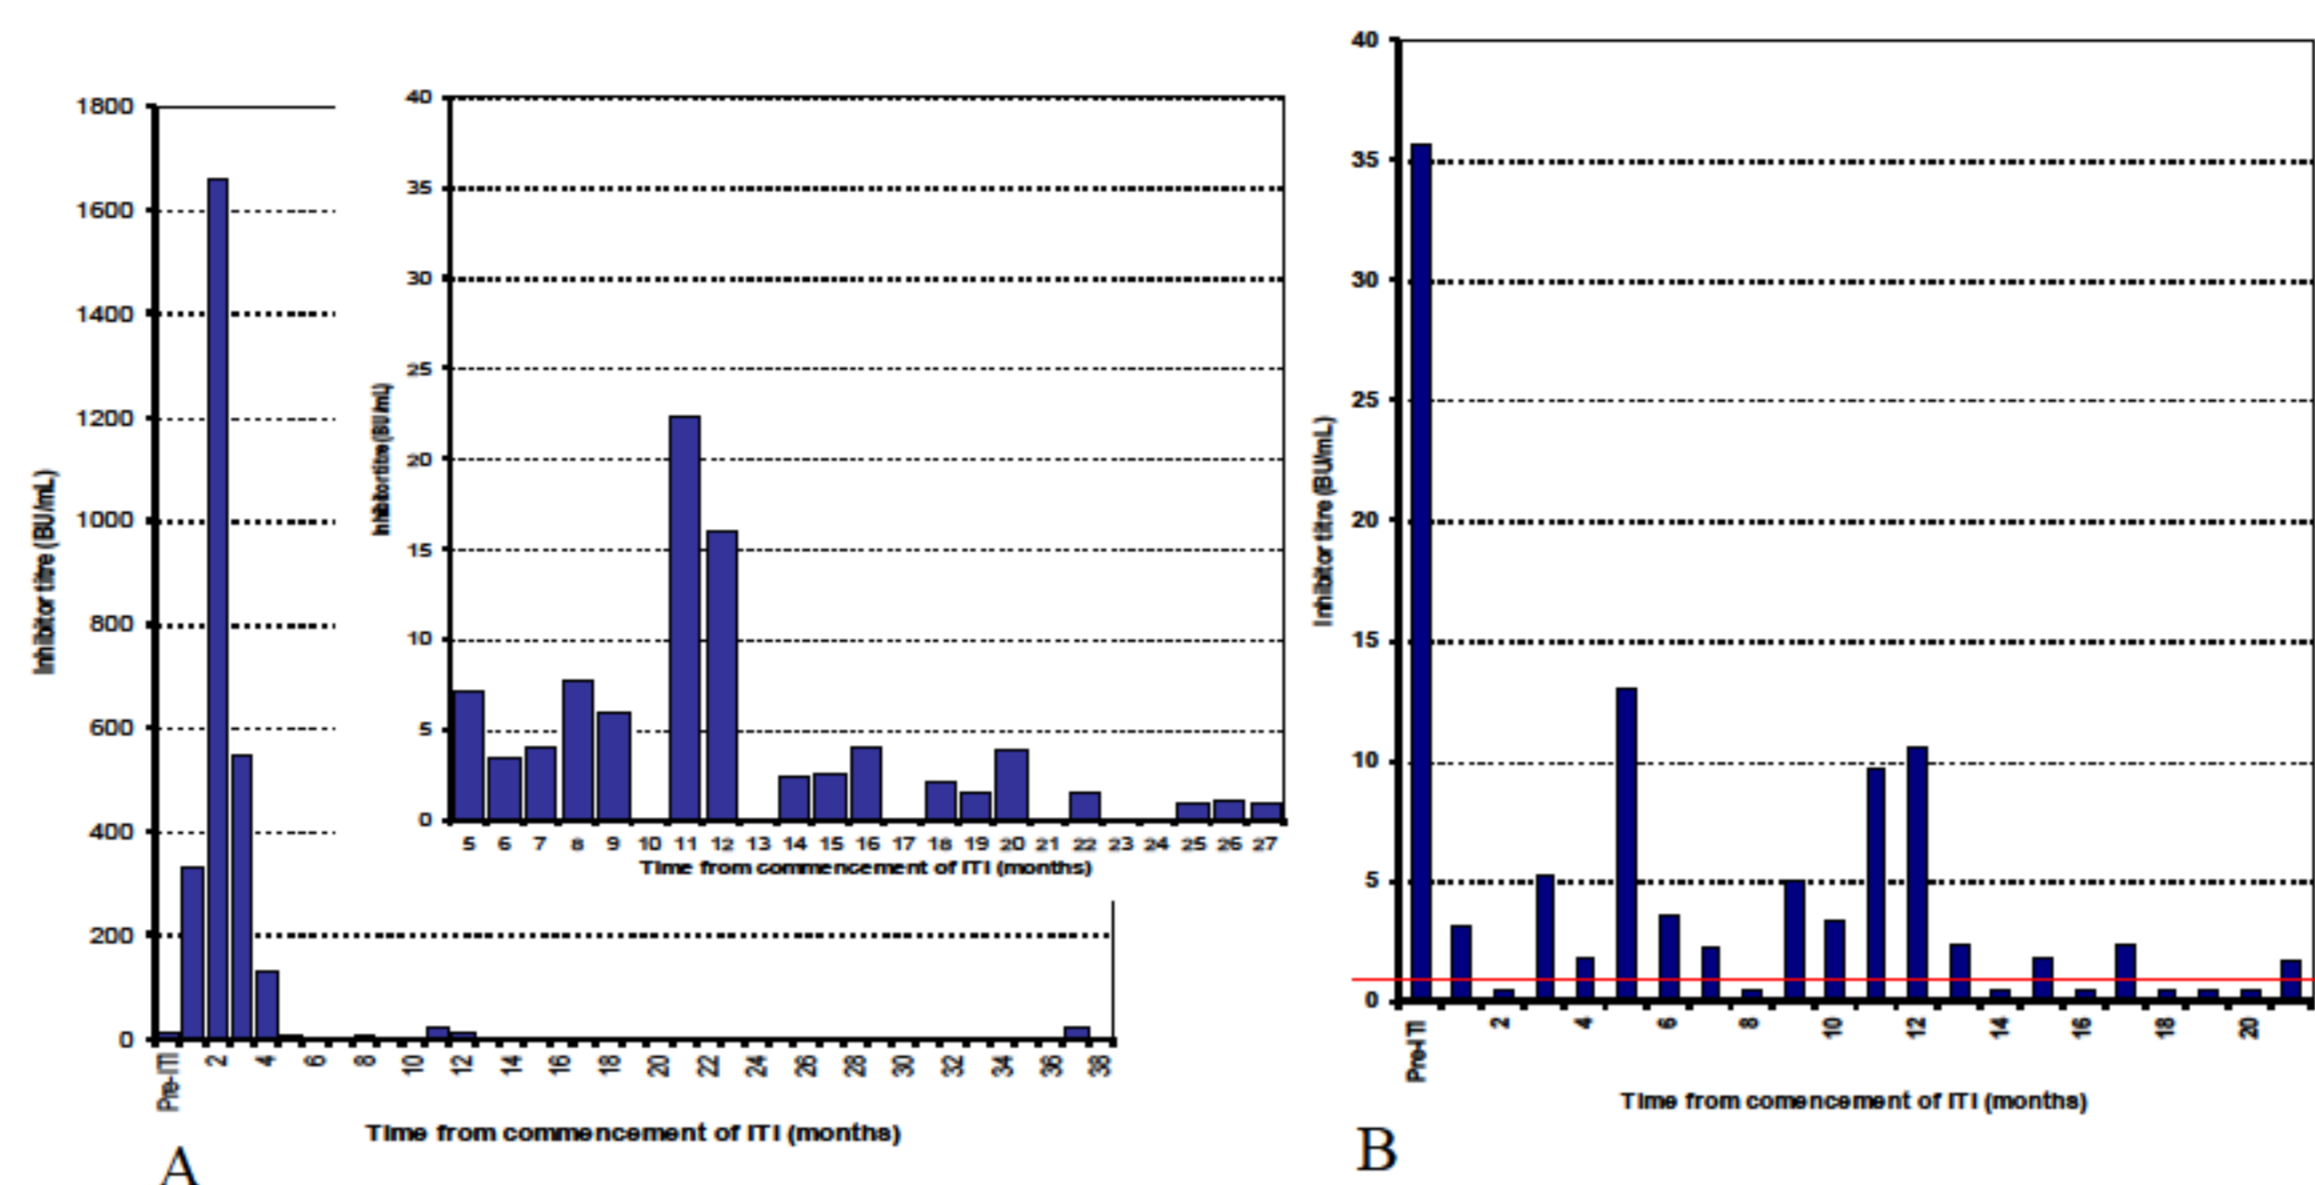 1800
1600
1400
1200
1000
800
600
400
200
0
Inhibitor titre (BU/mL)
Pre-ITI 2 4 6 8 10 12 14 16 18 20 22 24 26 28 30 32 34 36 38
Time from commencement of ITI (months)
A
40
35
30
25
20
15
10
5
0
Inhibitor titre (BU/mL)
5 6 7 8 9 10 11 12 13 14 15 16 17 18 19 20 21 22 23 24 25 26 27
Time from commencement of ITI (months)
40
35
30
25
20
15
10
5
0
Inhibitor titre (BU/mL)
Pre-ITI 2 4 6 8 10 12 14 16 18 20
Time from comencement of ITI (months)
B